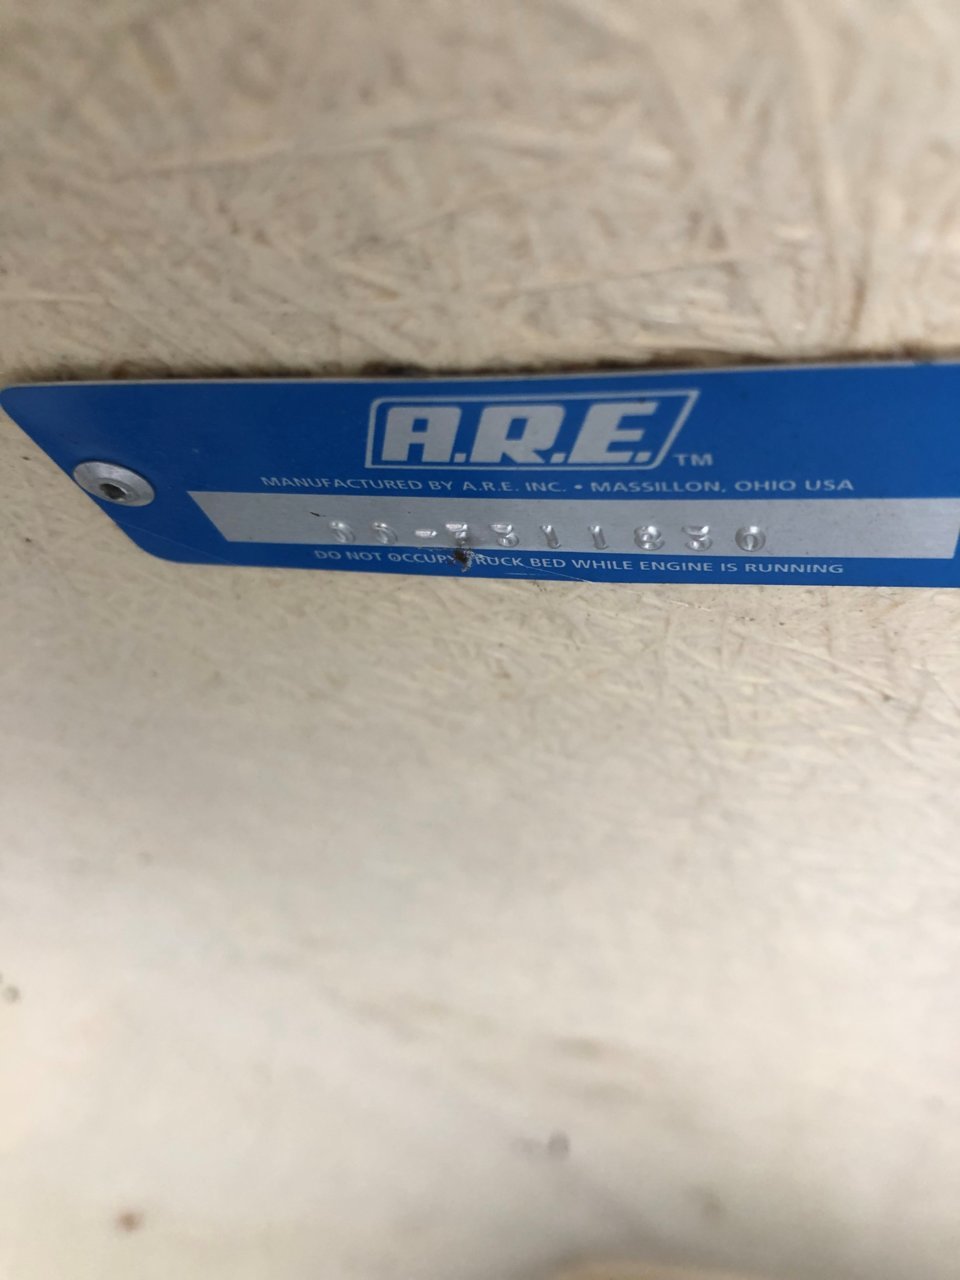 A.R.E.™
MANUFACTURED BY A.R.E. INC. • MASSILLON, OHIO USA
DO NOT OCCUPY TRUCK BED WHILE ENGINE IS RUNNING